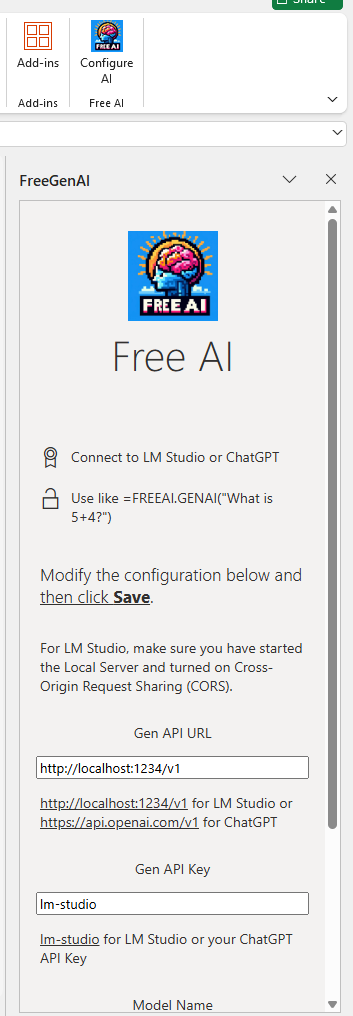 Share
Add-ins
Configure
AI
Add-ins
Free AI
FreeGenAI
FREE AI
Free AI
Connect to LM Studio or ChatGPT
Use like =FREEAI.GENAI("What is
5+4?")
Modify the configuration below and
then click Save.
For LM Studio, make sure you have started
the Local Server and turned on Cross-
Origin Request Sharing (CORS).
Gen API URL
http://localhost:1234/v1
http://localhost:1234/v1 for LM Studio or
https://api.openai.com/v1 for ChatGPT
Gen API Key
lm-studio
lm-studio for LM Studio or your ChatGPT
API Key
Model Name